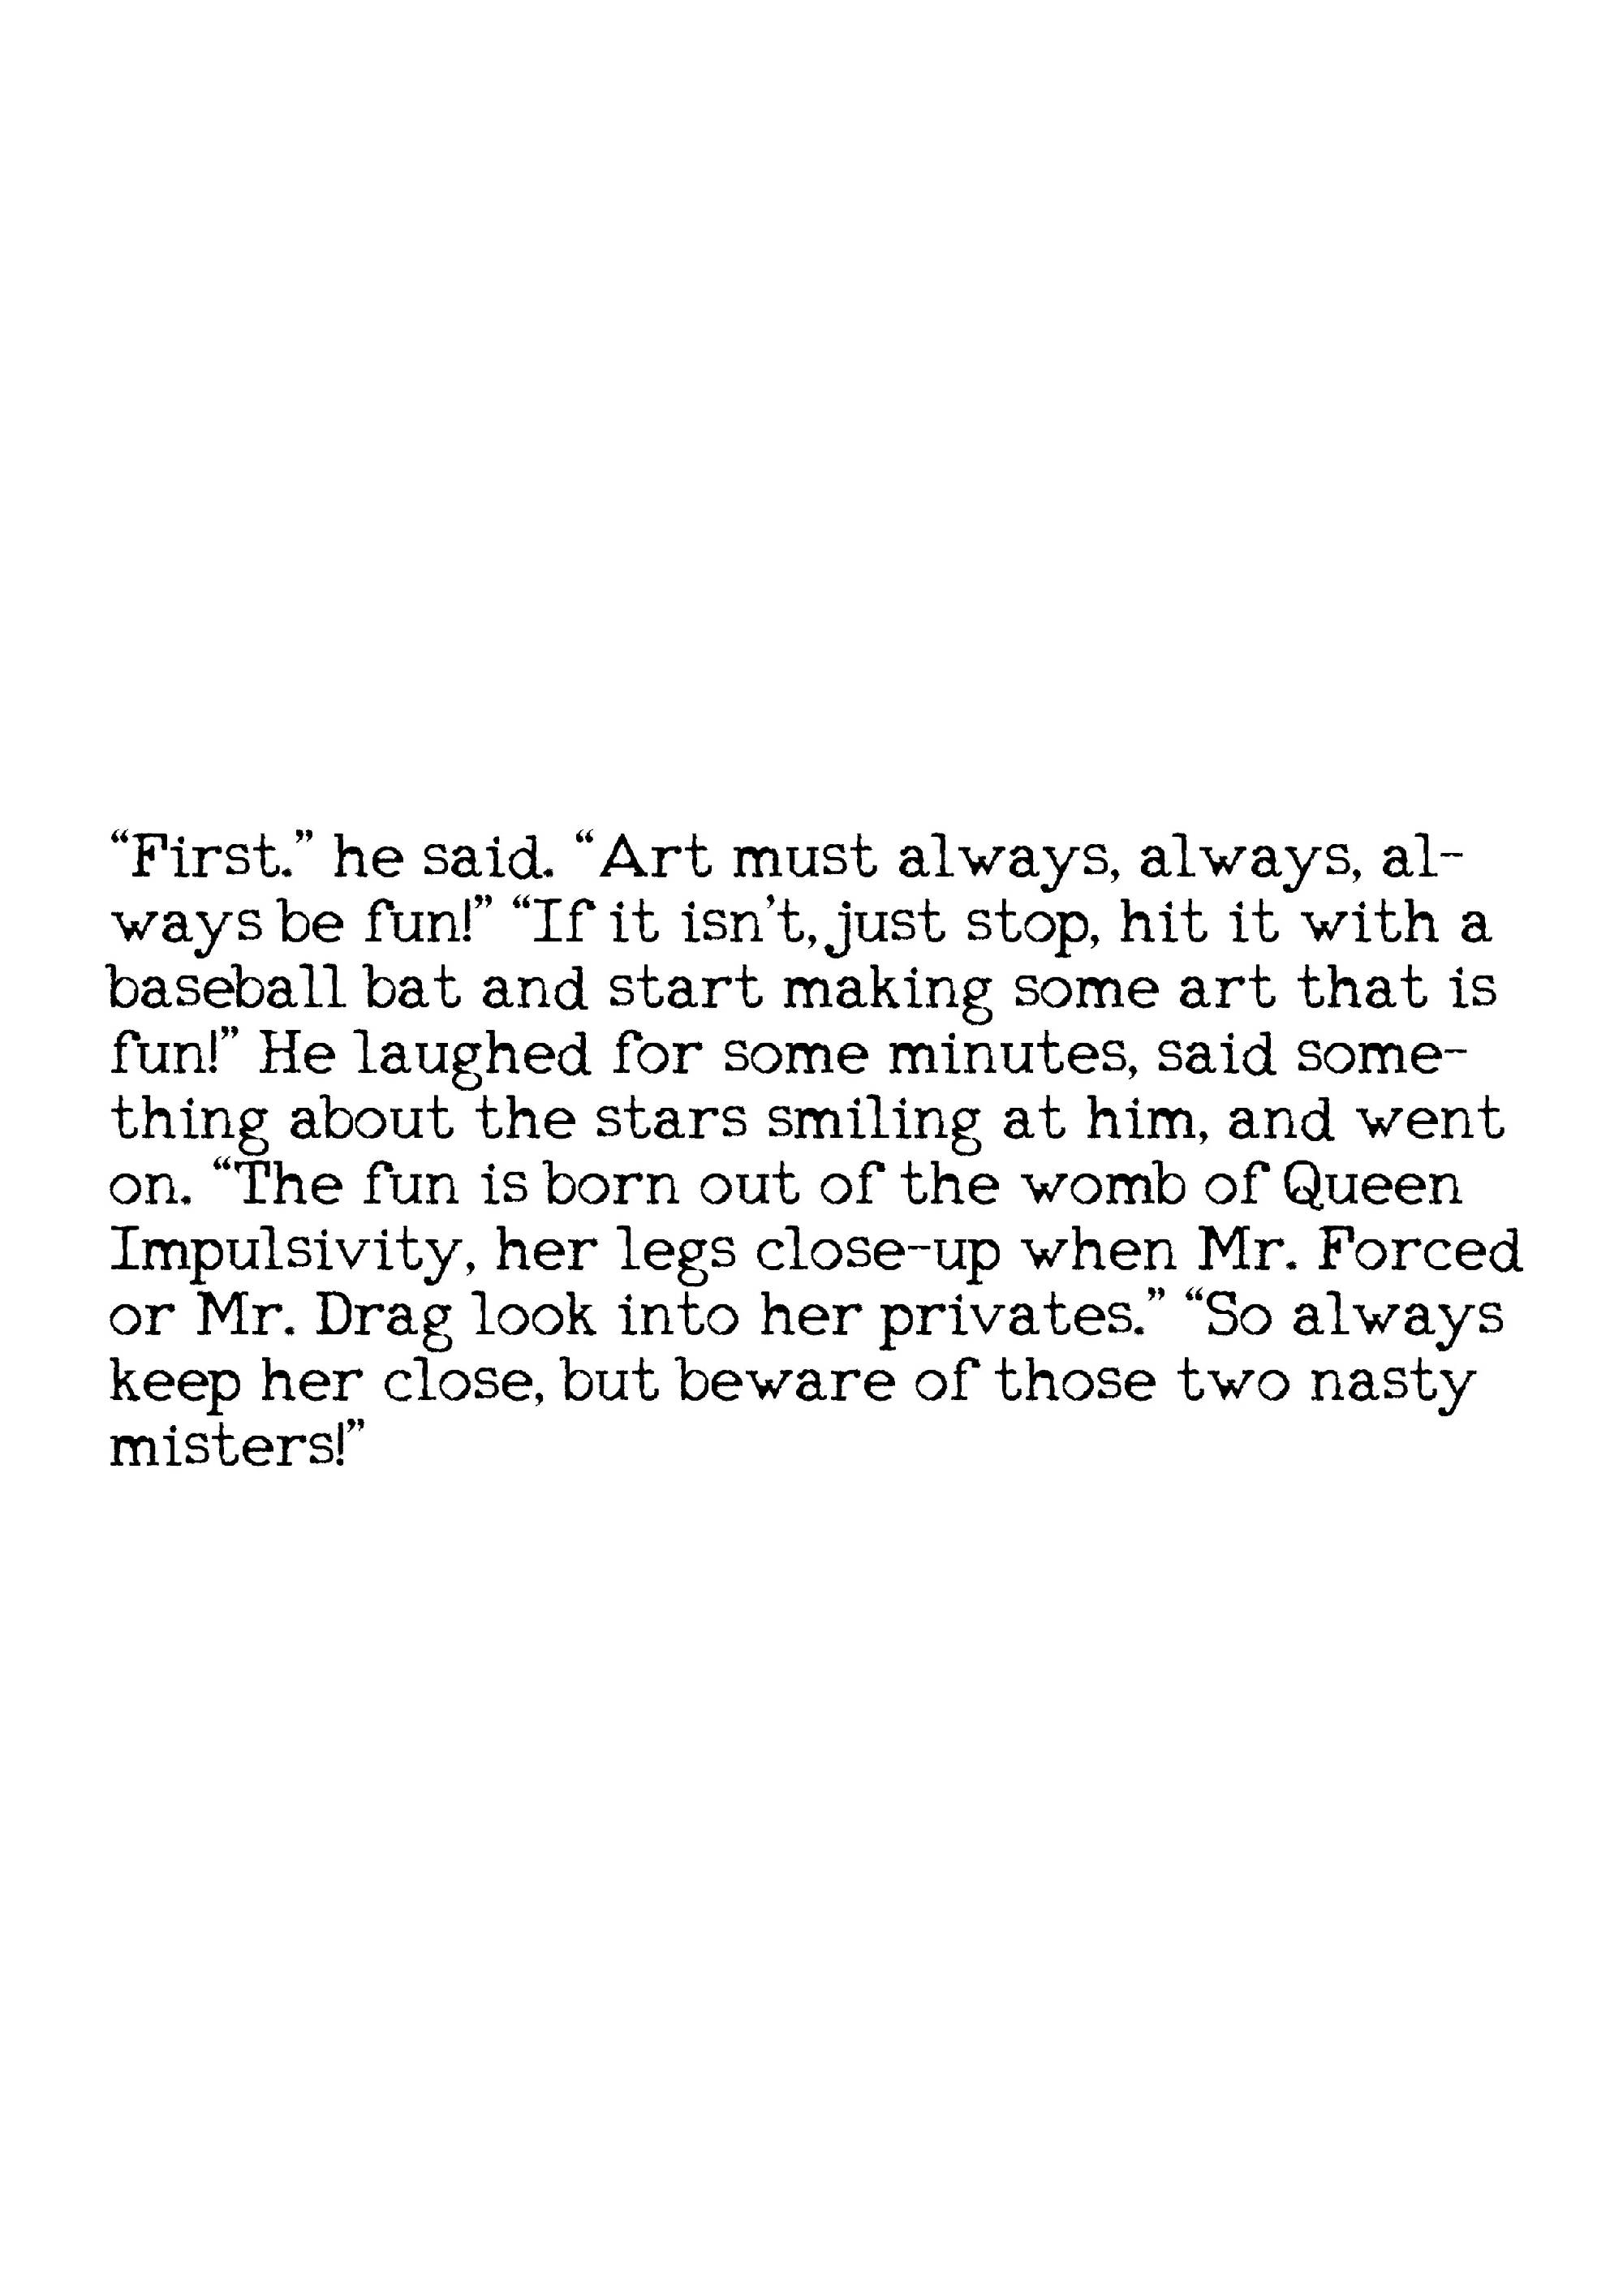 “First.” he said. “Art must always, always, al-
ways be fun!” “If it isn't, just stop, hit it with a
baseball bat and start making some art that is
fun!” He laughed for some minutes, said some-
thing about the stars smiling at him, and went
on. “The fun is born out of the womb of Queen
Impulsivity, her legs close-up when Mr. Forced
or Mr. Drag look into her privates.” “So always
keep her close, but beware of those two nasty
misters!”